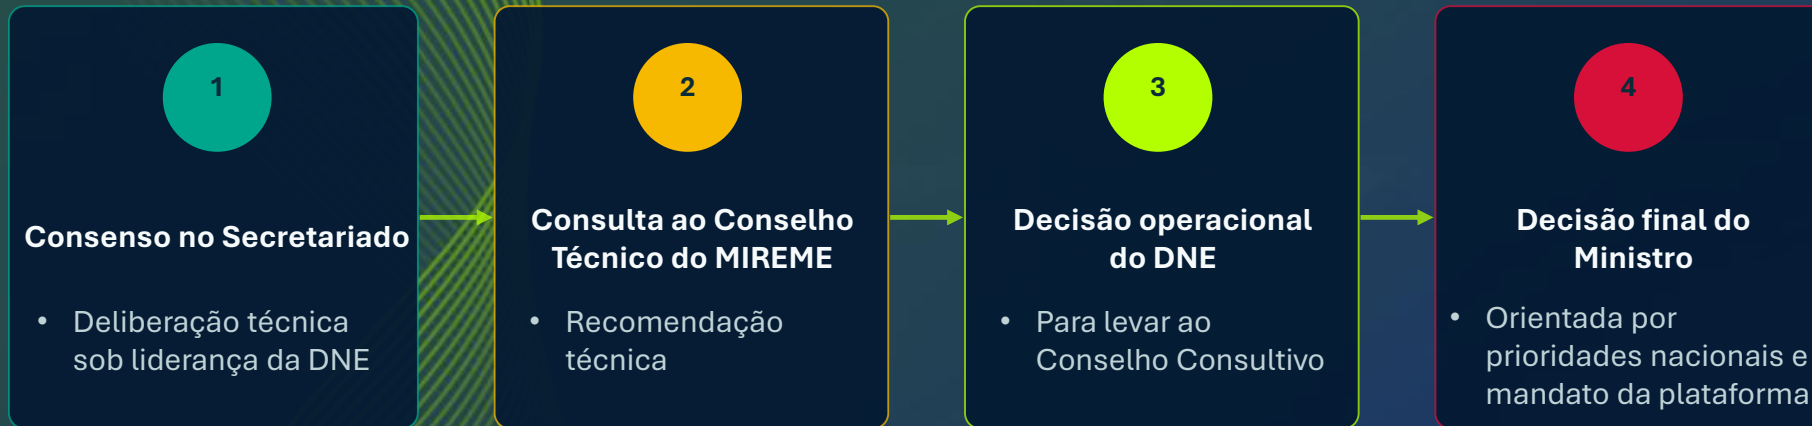 1
Consenso no Secretariado
• Deliberação técnica
sob liderança da DNE
2
Consulta ao Conselho
Técnico do MIREME
• Recomendação
técnica
3
Decisão operacional
do DNE
• Para levar ao
Conselho Consultivo
4
Decisão final do
Ministro
• Orientada por
prioridades nacionais e
mandato da plataforma